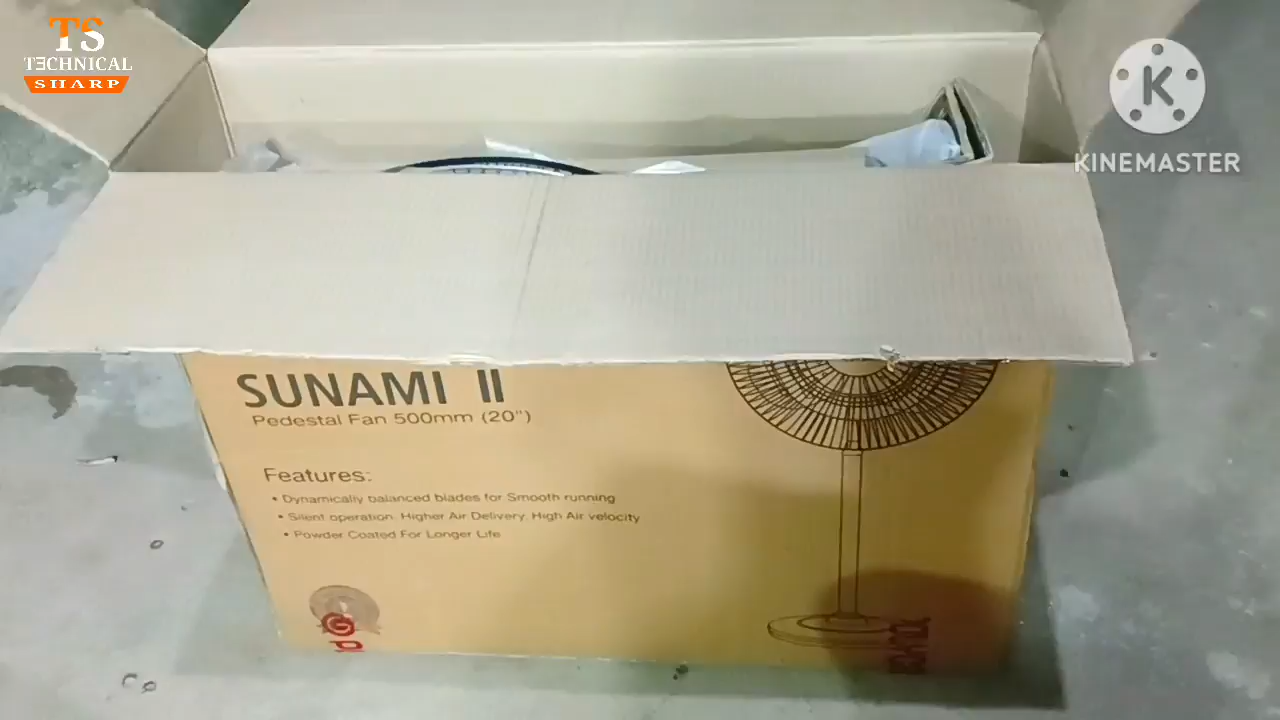 TS
TECHNICAL
SHARP
KINEMASTER
SUNAMI II
Pedestal Fan 500mm (20")
Features:
• Dynamically balanced blades for Smooth running
• Silent operation. Higher Air Delivery. High Air velocity
• Powder Coated For Longer Life